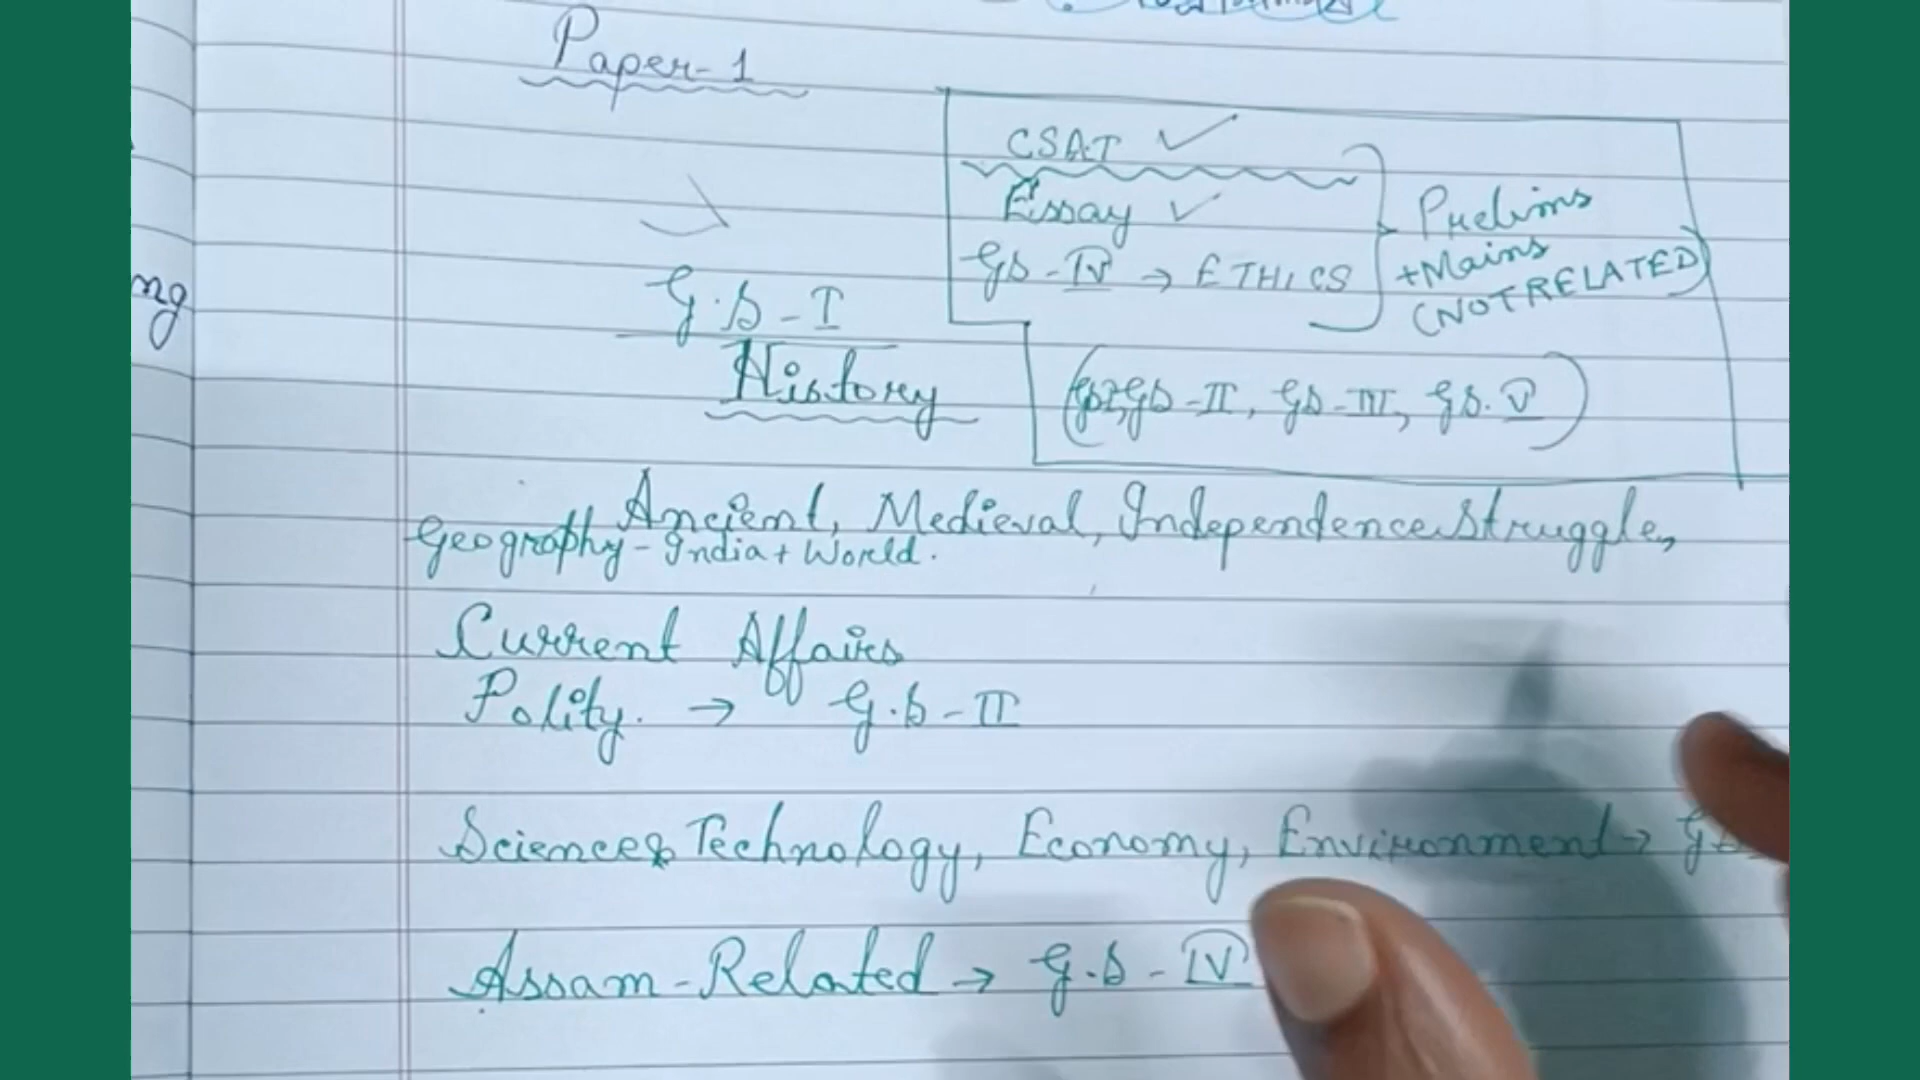 Paper-1
CSAT ✓
Essay ✓
GS-IV → ETHICS
Prelims
+Mains
(NOT RELATED)
ng
G.S-I
History
GS-II, GS-III, GS.V)
Ancient, Medieval, Independence Struggle,
Geography-India + World.
Current Affairs
Polity. → G.S-II
Science & Technology, Economy, Environment →
Assam-Related → G.S-IV